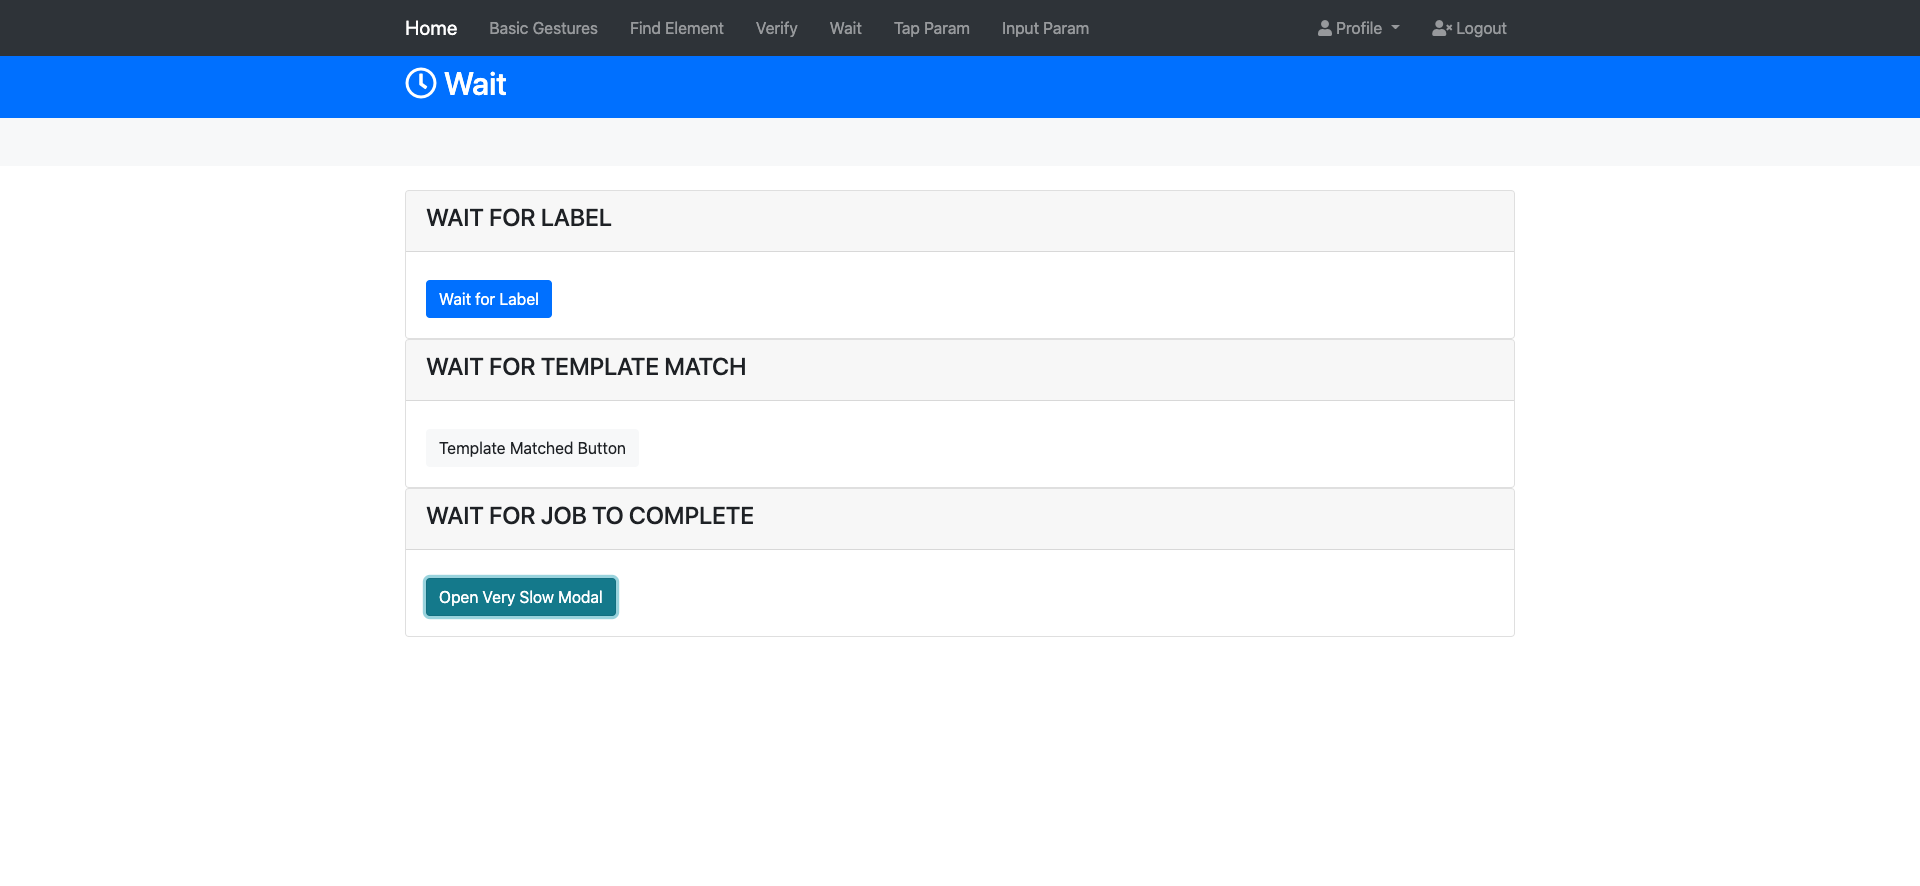 Home Basic Gestures Find Element Verify Wait Tap Param Input Param Profile Logout
Wait
WAIT FOR LABEL
Wait for Label
WAIT FOR TEMPLATE MATCH
Template Matched Button
WAIT FOR JOB TO COMPLETE
Open Very Slow Modal